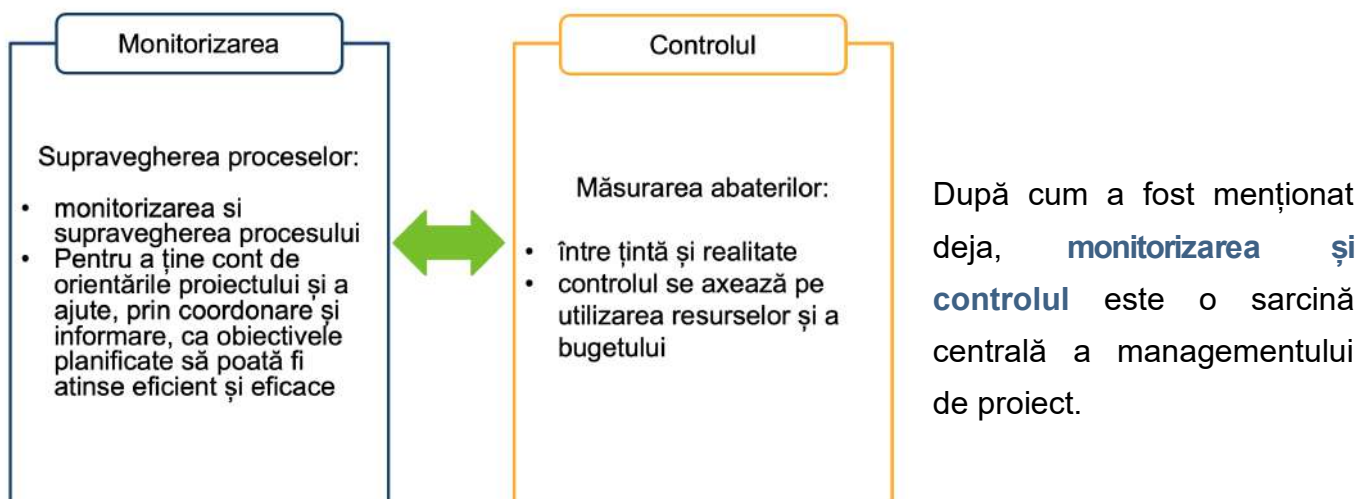 Monitorizarea
Supravegherea proceselor:
• monitorizarea si
supravegherea procesului
• Pentru a ține cont de
orientările proiectului și a
ajute, prin coordonare și
informare, ca obiectivele
planificate să poată fi
atinse eficient și eficace
Controlul
Măsurarea abaterilor:
• între țintă și realitate
• controlul se axează pe
utilizarea resurselor și a
bugetului
După cum a fost menționat
deja, monitorizarea și
controlul este o sarcină
centrală a managementului
de proiect.